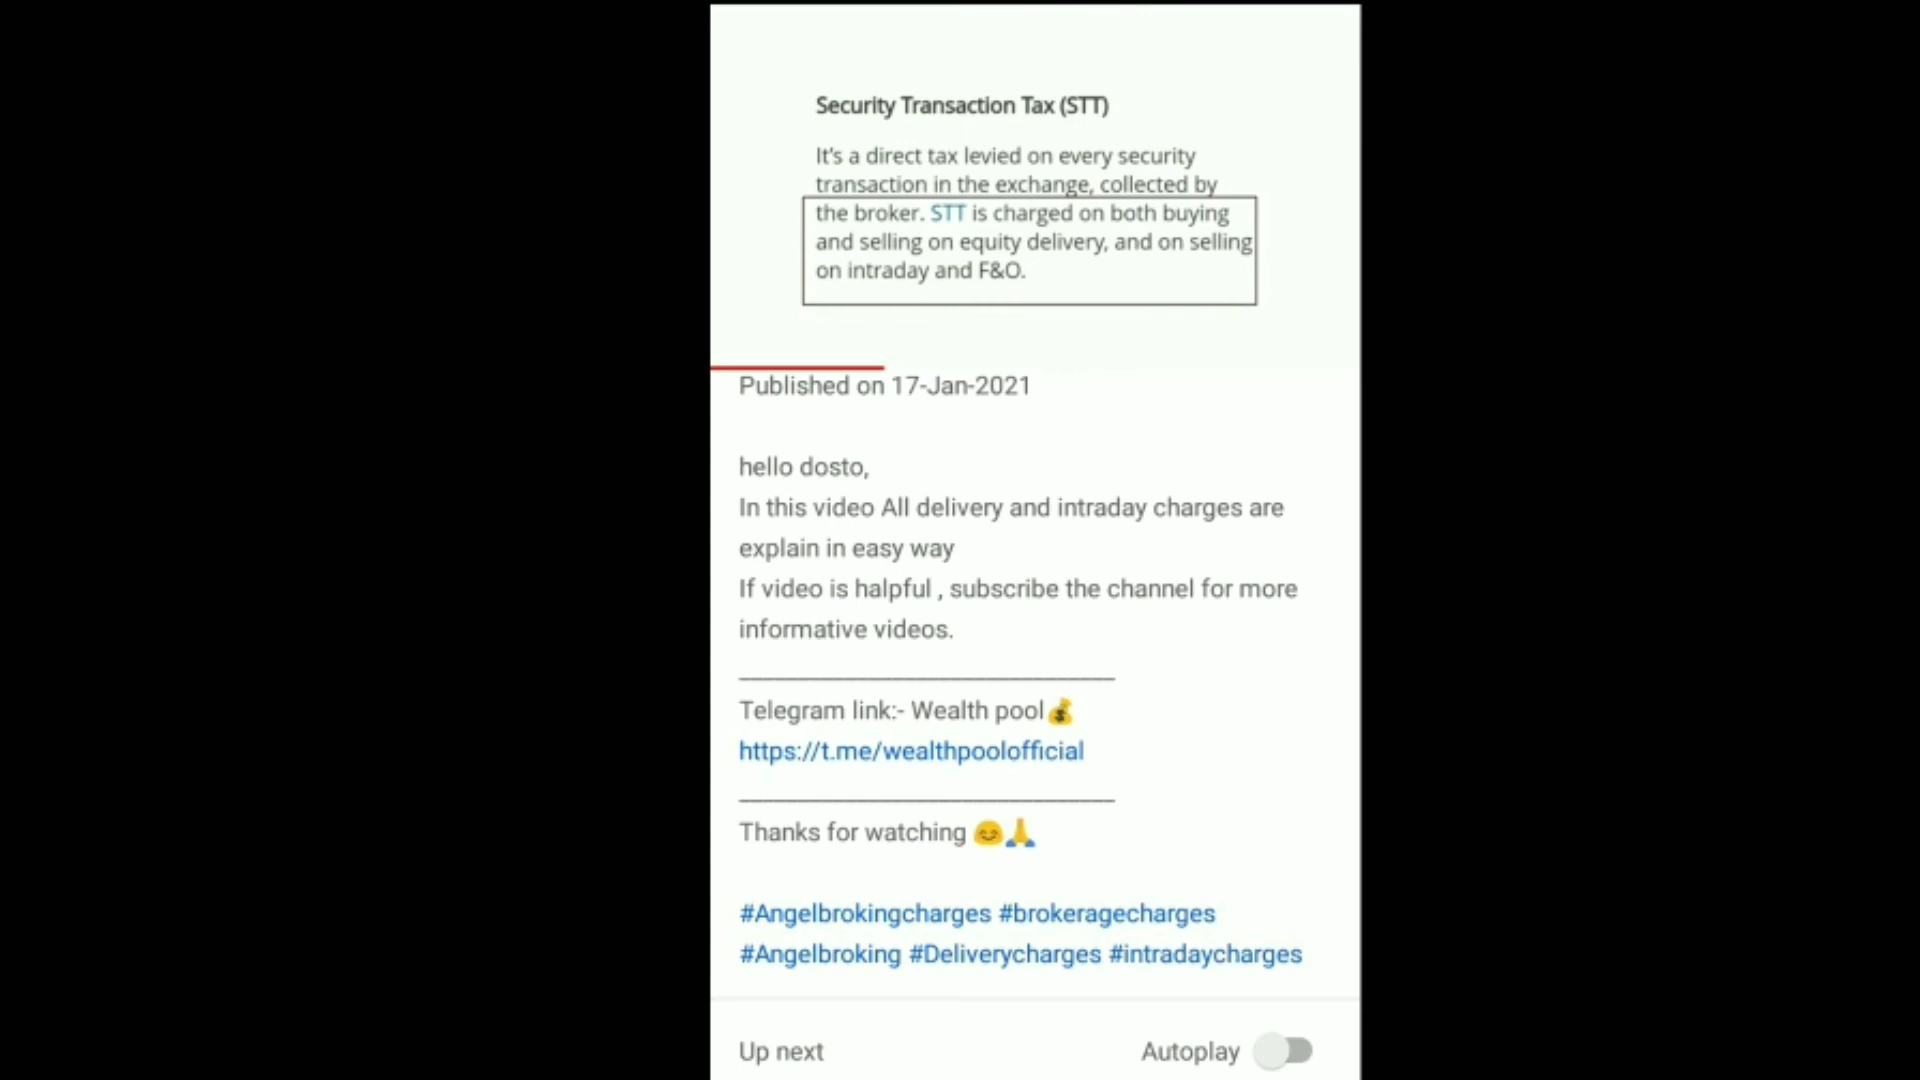 Security Transaction Tax (STT)
It's a direct tax levied on every security
transaction in the exchange, collected by
the broker. STT is charged on both buying
and selling on equity delivery, and on selling
on intraday and F&O.
Published on 17-Jan-2021
hello dosto,
In this video All delivery and intraday charges are
explain in easy way
If video is halpful , subscribe the channel for more
informative videos.
______________________________
Telegram link:- Wealth pool💰
https://t.me/wealthpoolofficial
______________________________
Thanks for watching 😊🙏
#Angelbrokingcharges #brokeragecharges
#Angelbroking #Deliverycharges #intradaycharges
Up next Autoplay